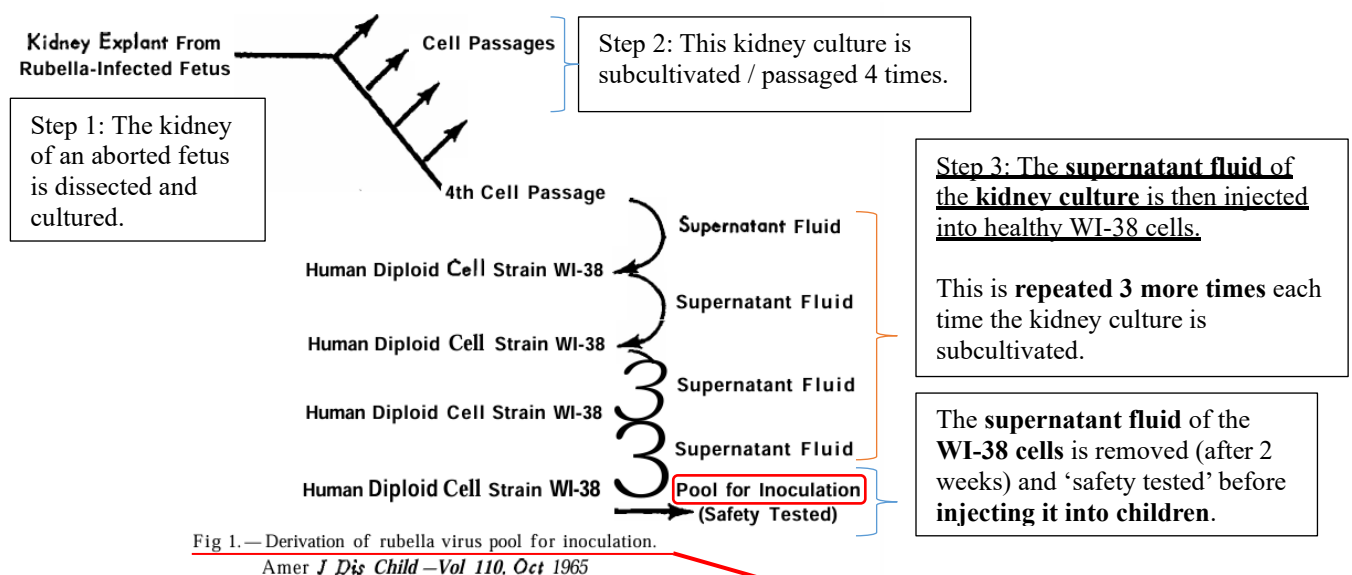 Kidney Explant From
Rubella-Infected Fetus
Cell Passages
Step 2: This kidney culture is
subcultivated / passaged 4 times.
Step 1: The kidney
of an aborted fetus
is dissected and
cultured.
4th Cell Passage
Supernatant Fluid
Human Diploid Cell Strain WI-38
Supernatant Fluid
Human Diploid Cell Strain WI-38
Supernatant Fluid
Human Diploid Cell Strain WI-38
Supernatant Fluid
Human Diploid Cell Strain WI-38
Pool for Inoculation
(Safety Tested)
Step 3: The supernatant fluid of
the kidney culture is then injected
into healthy WI-38 cells.
This is repeated 3 more times each
time the kidney culture is
subcultivated.
The supernatant fluid of the
WI-38 cells is removed (after 2
weeks) and ‘safety tested’ before
injecting it into children.
Fig 1.—Derivation of rubella virus pool for inoculation.
Amer J Dis Child—Vol 110, Oct 1965